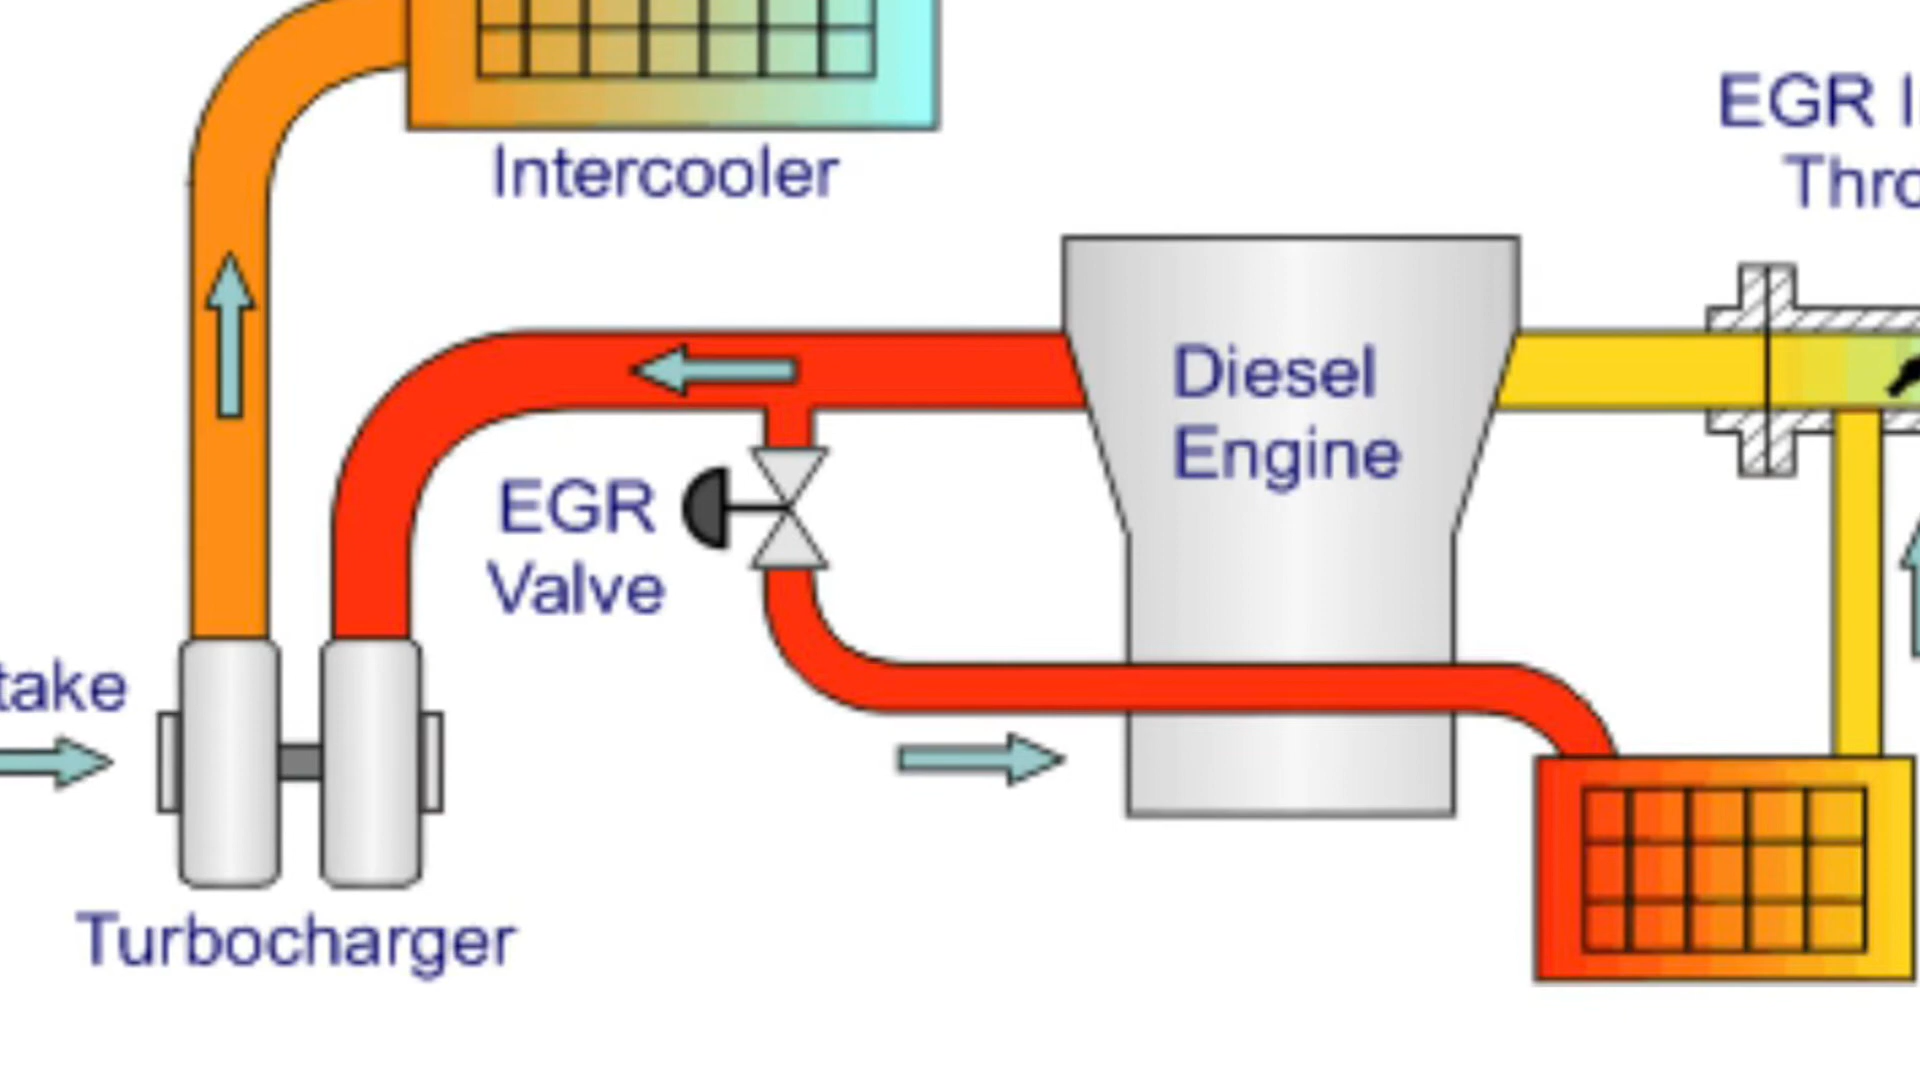 Intercooler
EGR
Diesel
Engine
EGR
Valve
Turbocharger